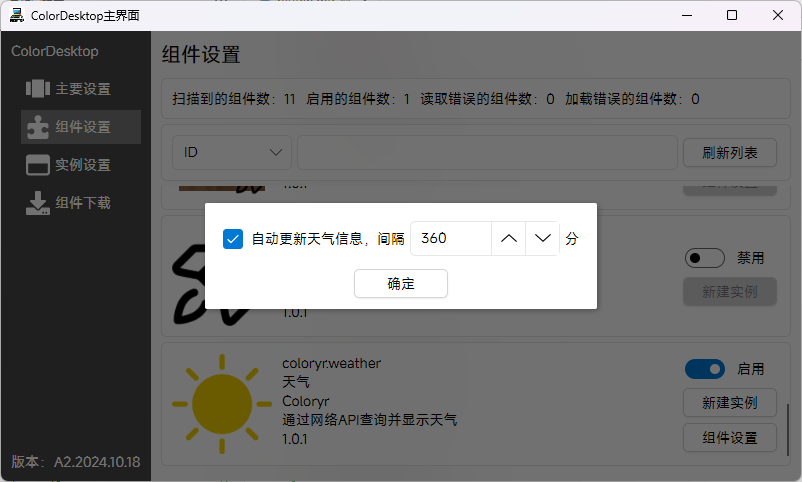 ColorDesktop主界面
ColorDesktop
主要设置
组件设置
实例设置
组件下载
版本：A2.2024.10.18
组件设置
扫描到的组件数：11 启用的组件数：1 读取错误的组件数：0 加载错误的组件数：0
ID
刷新列表
1.0.1
自动更新天气信息，间隔 360 分
确定
禁用
新建实例
1.0.1
coloryr.weather
天气
Coloryr
通过网络API查询并显示天气
1.0.1
启用
新建实例
组件设置